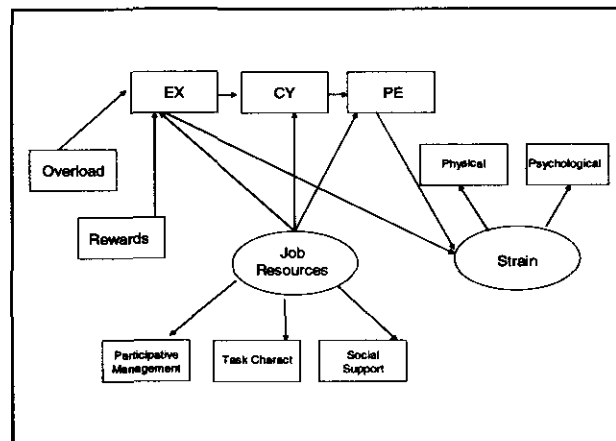 EX
CY
PE
Overload
Physical
Psychological
Rewards
Job
Resources
Strain
Participative
Management
Task Charact
Social
Support